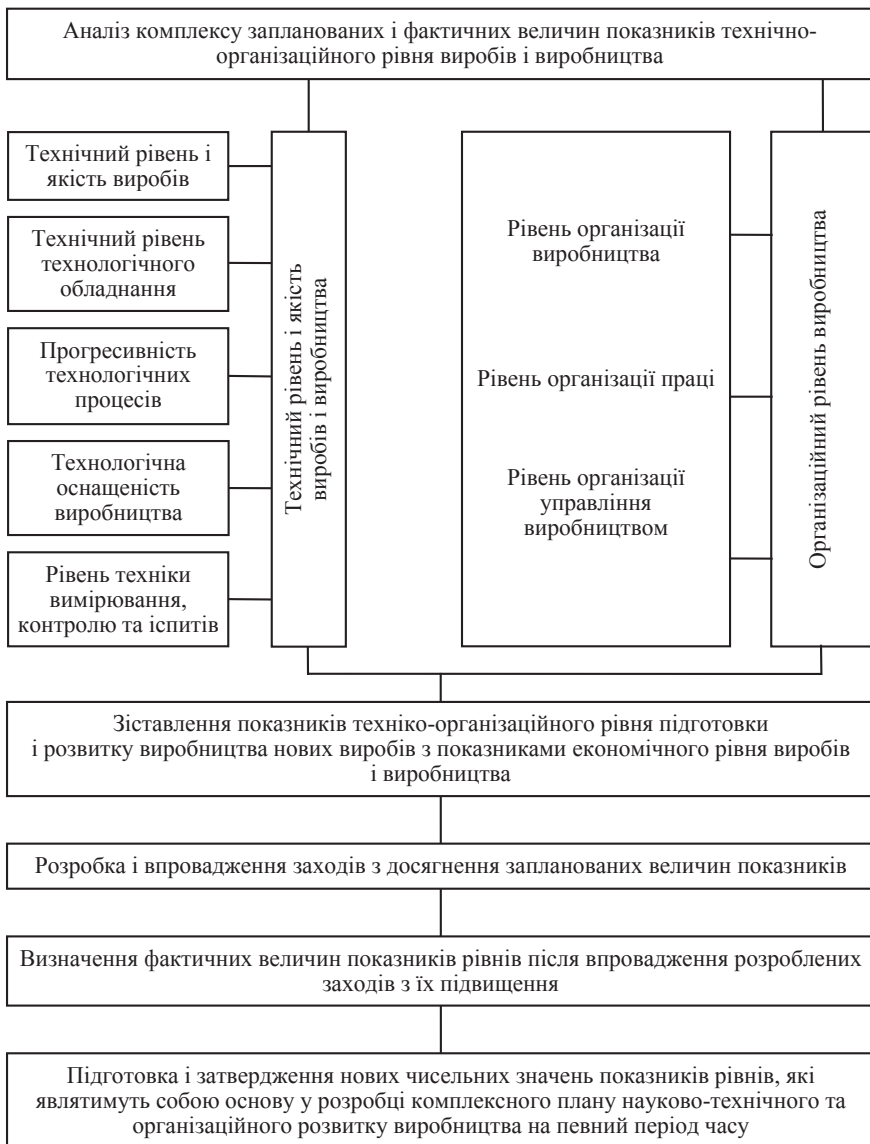 Аналіз комплексу запланованих і фактичних величин показників технічно-
організаційного рівня виробів і виробництва
Технічний рівень і
якість виробів
Технічний рівень
технологічного
обладнання
Прогресивність
технологічних
процесів
Технологічна
оснащеність
виробництва
Рівень техніки
вимірювання,
контролю та іспитів
Технічний рівень і якість
виробів і виробництва
Рівень організації
виробництва
Рівень організації праці
Рівень організації
управління
виробництвом
Організаційний рівень виробництва
Зіставлення показників техніко-організаційного рівня підготовки
і розвитку виробництва нових виробів з показниками економічного рівня виробів
і виробництва
Розробка і впровадження заходів з досягнення запланованих величин показників
Визначення фактичних величин показників рівнів після впровадження розроблених
заходів з їх підвищення
Підготовка і затвердження нових чисельних значень показників рівнів, які
являтимуть собою основу у розробці комплексного плану науково-технічного та
організаційного розвитку виробництва на певний період часу